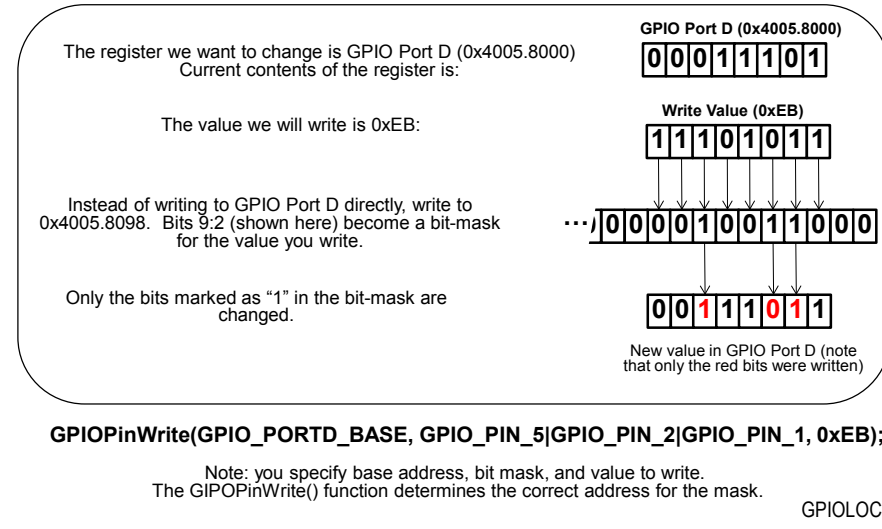 GPIO Port D (0x4005.8000)
The register we want to change is GPIO Port D (0x4005.8000)
Current contents of the register is:
0 0 0 1 1 1 0 1
Write Value (0xEB)
The value we will write is 0xEB:
1 1 1 0 1 0 1 1
Instead of writing to GPIO Port D directly, write to
0x4005.8098. Bits 9:2 (shown here) become a bit-mask
for the value you write.
... 0 0 0 0 1 0 0 1 1 0 0 0
Only the bits marked as “1” in the bit-mask are
changed.
0 0 1 1 1 0 1 1
New value in GPIO Port D (note
that only the red bits were written)
GPIOPinWrite(GPIO_PORTD_BASE, GPIO_PIN_5|GPIO_PIN_2|GPIO_PIN_1, 0xEB);
Note: you specify base address, bit mask, and value to write.
The GIPOPinWrite() function determines the correct address for the mask.
GPIOLOC